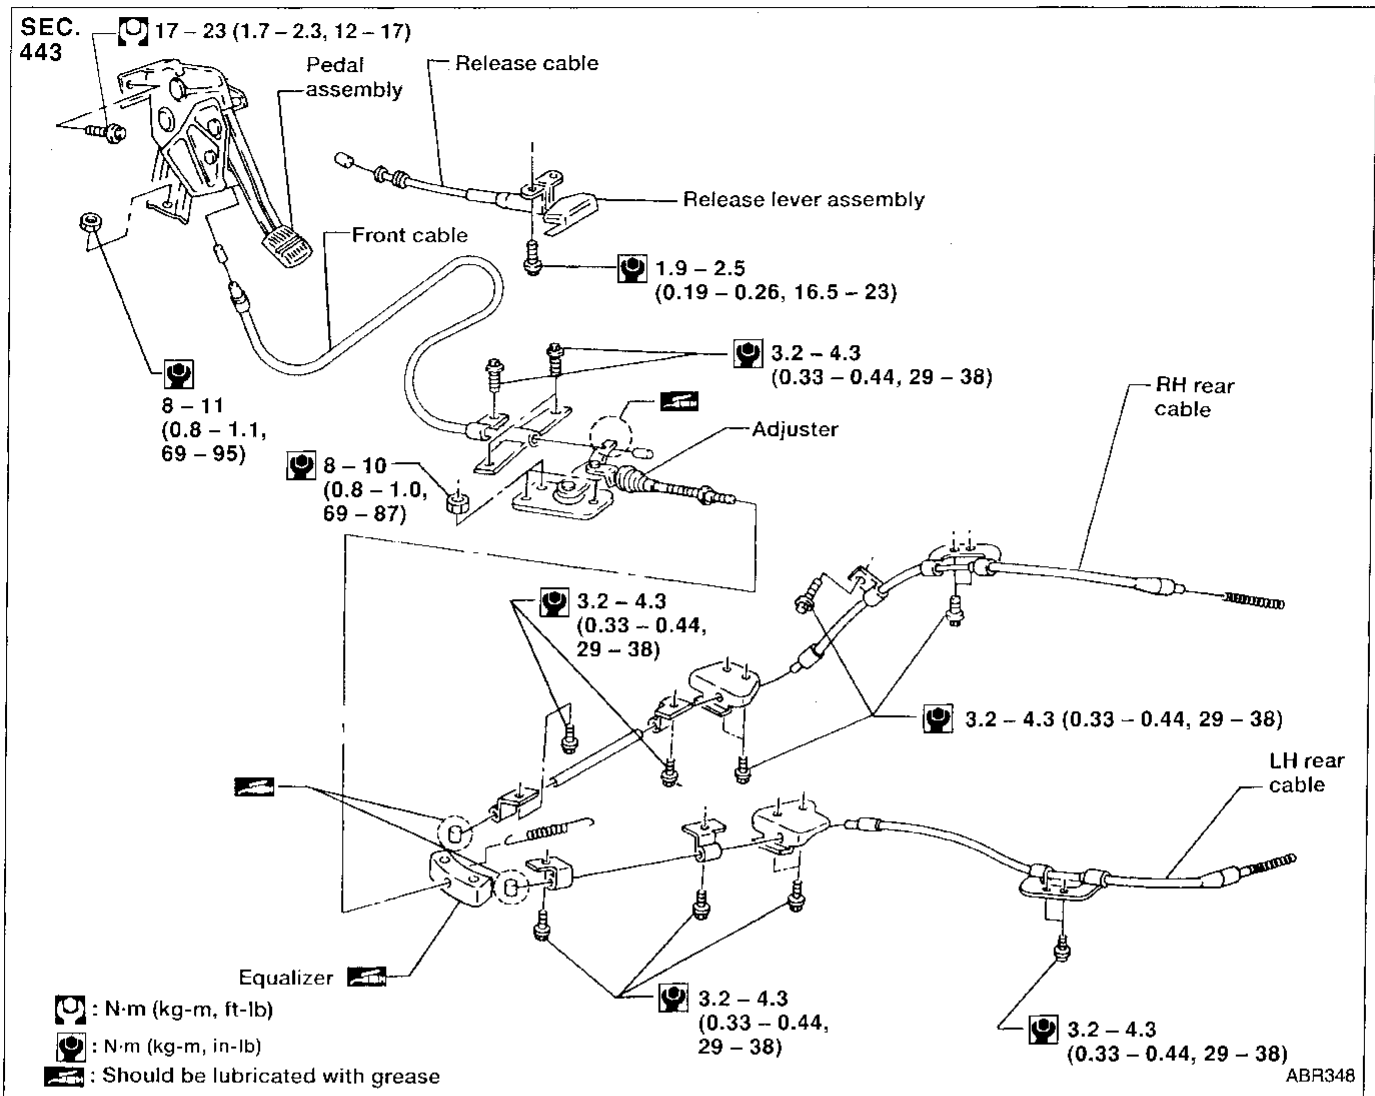 SEC.
443
17 – 23 (1.7 – 2.3, 12 – 17)
Pedal
assembly
Release cable
Release lever assembly
Front cable
1.9 – 2.5
(0.19 – 0.26, 16.5 – 23)
3.2 – 4.3
(0.33 – 0.44, 29 – 38)
RH rear
cable
8 – 11
(0.8 – 1.1,
69 – 95)
Adjuster
8 – 10
(0.8 – 1.0,
69 – 87)
3.2 – 4.3
(0.33 – 0.44,
29 – 38)
3.2 – 4.3 (0.33 – 0.44, 29 – 38)
LH rear
cable
Equalizer
3.2 – 4.3
(0.33 – 0.44,
29 – 38)
3.2 – 4.3
(0.33 – 0.44, 29 – 38)
: N·m (kg-m, ft-lb)
: N·m (kg-m, in-lb)
: Should be lubricated with grease
ABR348